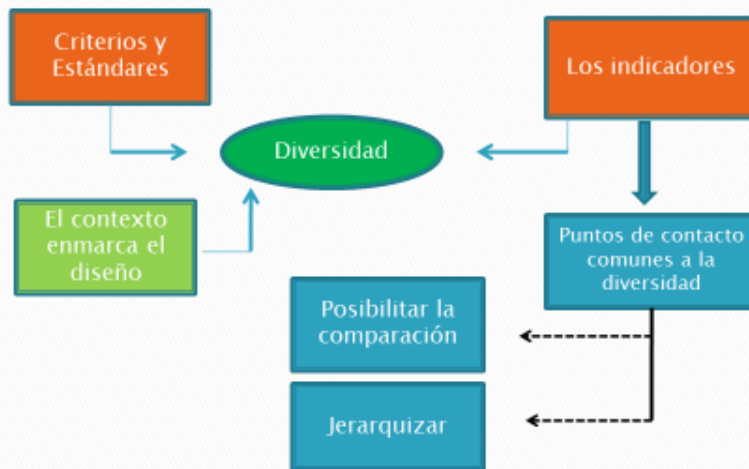 Criterios y
Estándares
Los indicadores
Diversidad
El contexto
enmarca el
diseño
Puntos de contacto
comunes a la
diversidad
Posibilitar la
comparación
Jerarquizar